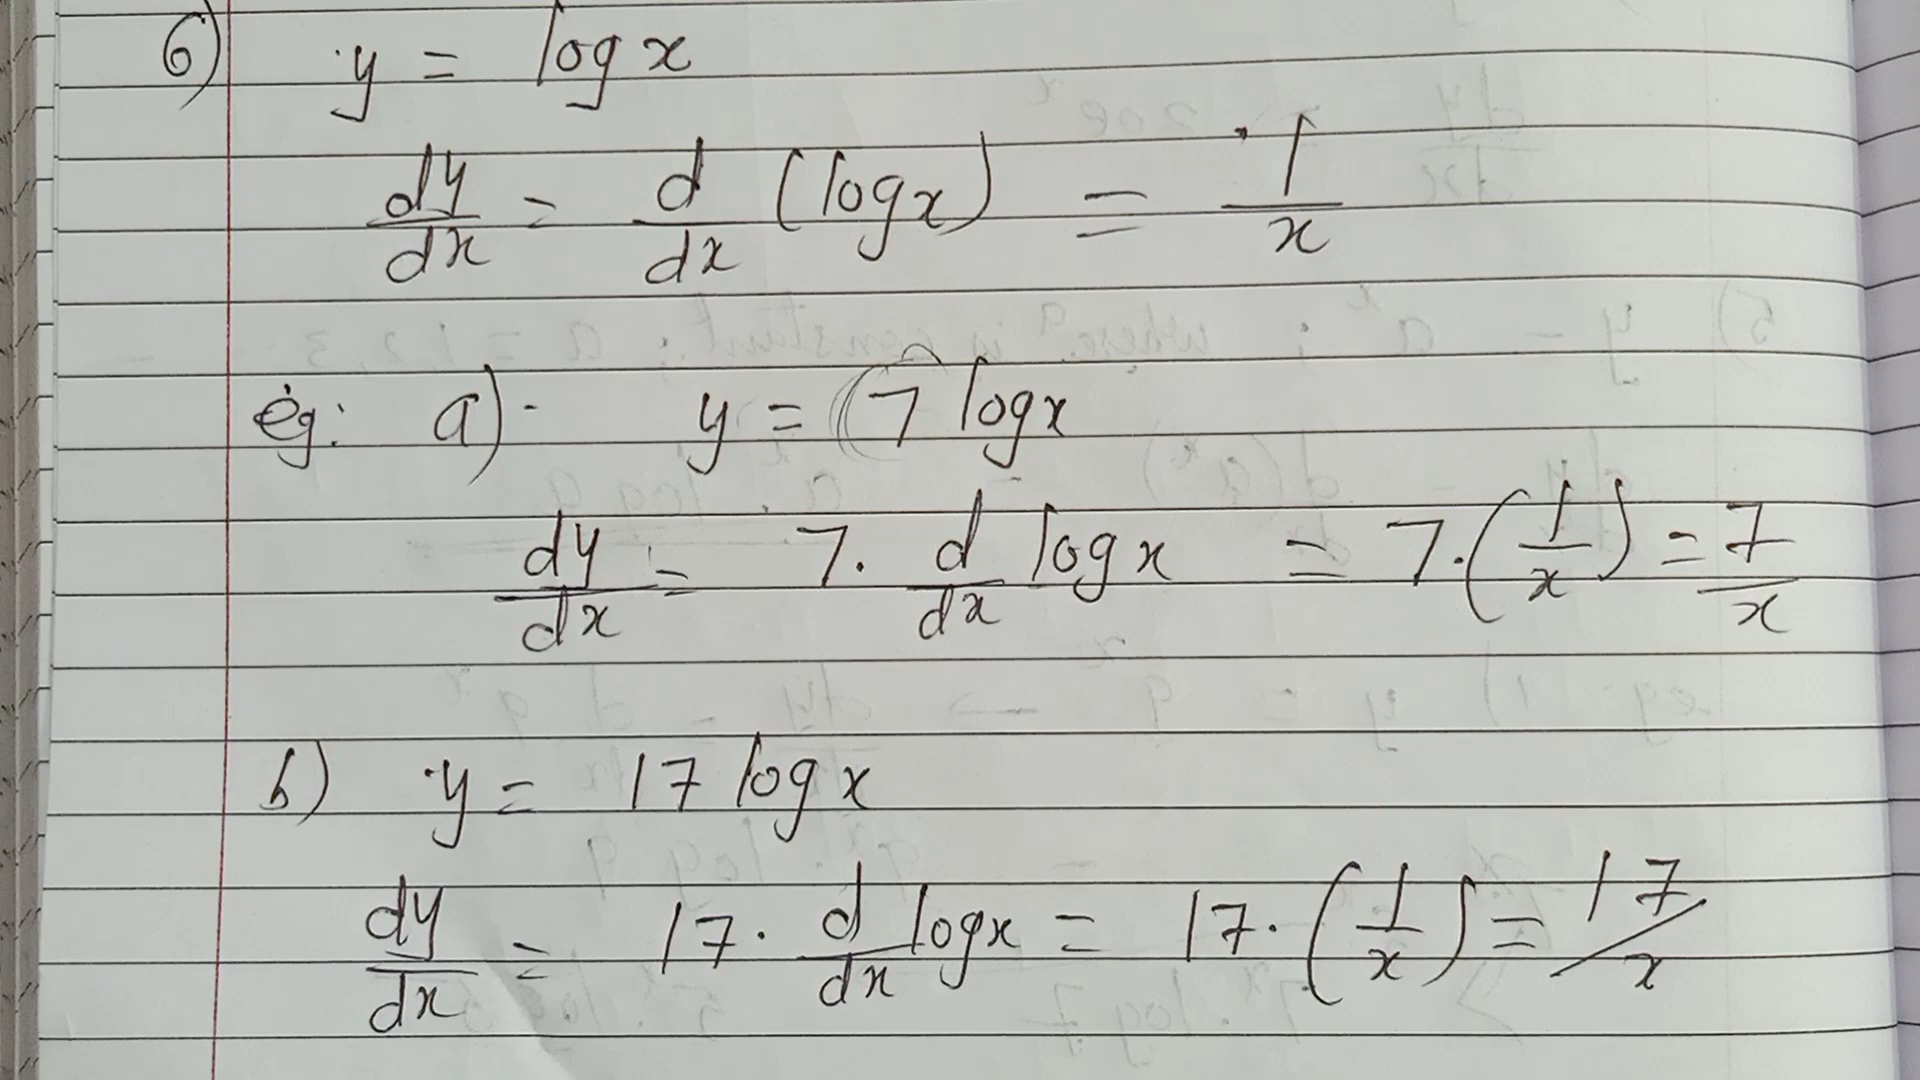 6) y = log x
dy/dx = d/dx (log x) = 1/x
eg: a) y = 7 log x
dy/dx = 7. d/dx log x = 7.(1/x) = 7/x
b) y = 17 log x
dy/dx = 17. d/dx log x = 17.(1/x) = 17/x